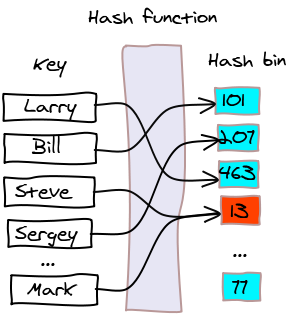 Hash function
Key
Hash bin
Larry
101
Bill
207
463
Steve
13
Sergey
...
...
Mark
77